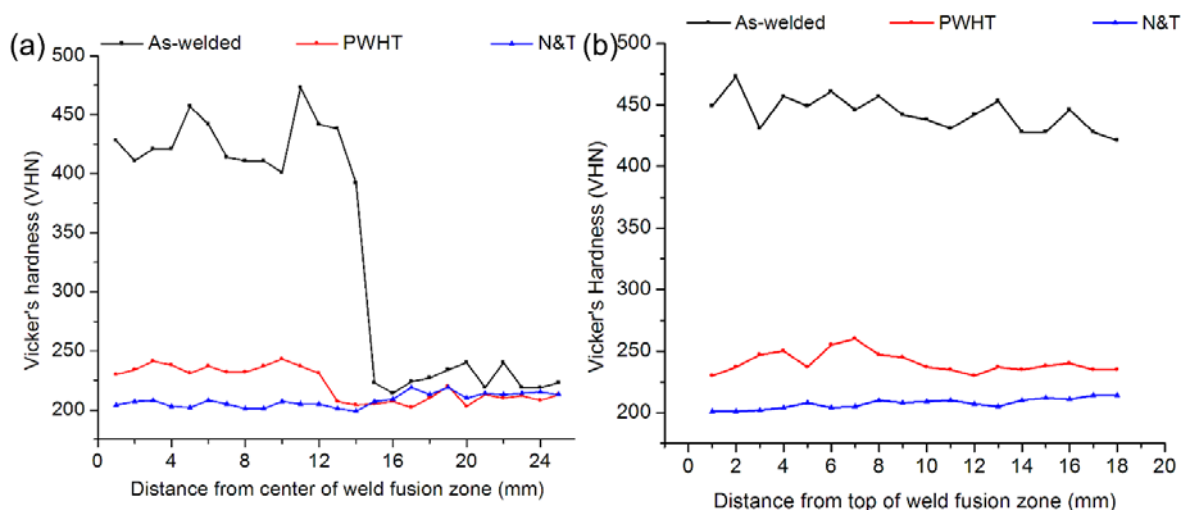 (a) As-welded PWHT N&T
500
450
400
350
300
250
200
Vicker's hardness (VHN)
0 4 8 12 16 20 24
Distance from center of weld fusion zone (mm)
(b) As-welded PWHT N&T
500
450
400
350
300
250
200
Vicker's Hardness (VHN)
0 2 4 6 8 10 12 14 16 18 20
Distance from top of weld fusion zone (mm)